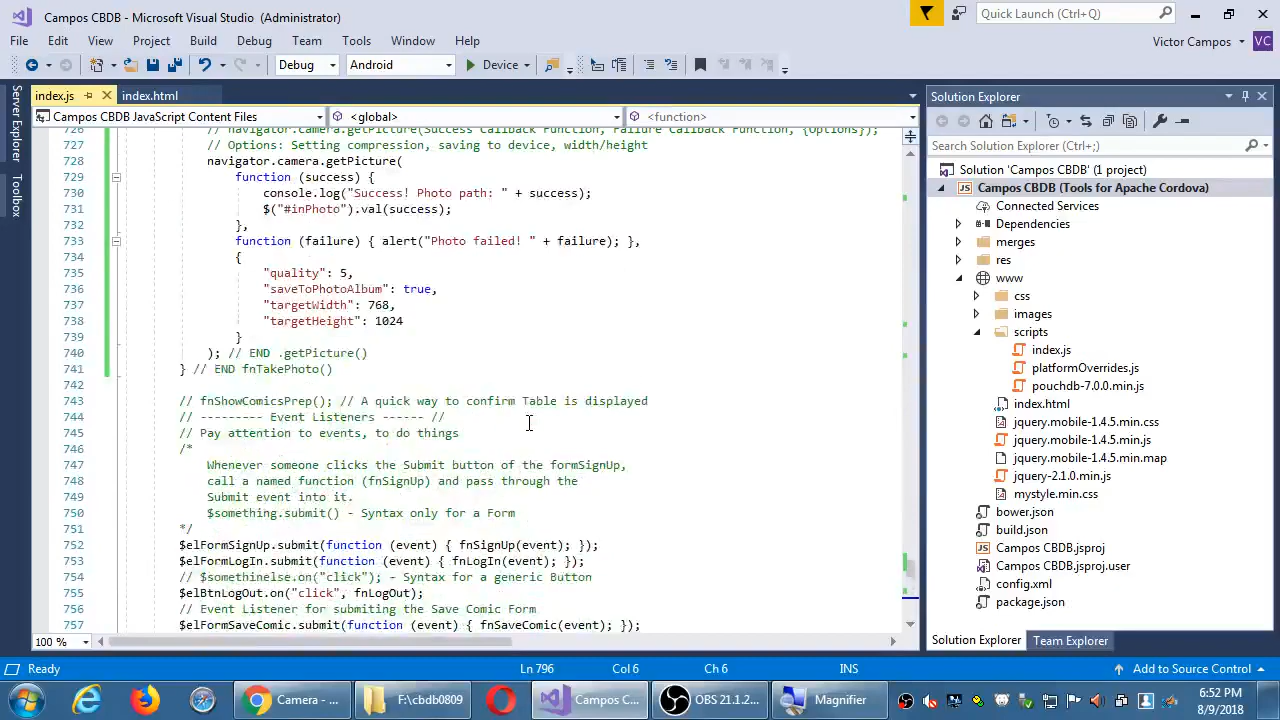 Campos CBDB - Microsoft Visual Studio (Administrator)
Quick Launch (Ctrl+Q)
File Edit View Project Build Debug Team Tools Window Help
Victor Campos VC
Debug Android Device
Server Explorer
Toolbox
index.js index.html
Campos CBDB JavaScript Content Files <global> <function>
726 // navigator.camera.getPicture(Success Callback Function, Failure Callback Function, {Options});
727 // Options: Setting compression, saving to device, width/height
728 navigator.camera.getPicture(
729 function (success) {
730 console.log("Success! Photo path: " + success);
731 $("#inPhoto").val(success);
732 },
733 function (failure) { alert("Photo failed! " + failure); },
734 {
735 "quality": 5,
736 "saveToPhotoAlbum": true,
737 "targetWidth": 768,
738 "targetHeight": 1024
739 }
740 ); // END .getPicture()
741 } // END fnTakePhoto()
742
743 // fnShowComicsPrep(); // A quick way to confirm Table is displayed
744 // --------- Event Listeners ------ //
745 // Pay attention to events, to do things
746 /*
747 Whenever someone clicks the Submit button of the formSignUp,
748 call a named function (fnSignUp) and pass through the
749 Submit event into it.
750 $something.submit() - Syntax only for a Form
751 */
752 $elFormSignUp.submit(function (event) { fnSignUp(event); });
753 $elFormLogIn.submit(function (event) { fnLogIn(event); });
754 // $somethinelse.on("click"); - Syntax for a generic Button
755 $elBtnLogOut.on("click", fnLogOut);
756 // Event Listener for submiting the Save Comic Form
757 $elFormSaveComic.submit(function (event) { fnSaveComic(event); });
100 %
Solution Explorer
Search Solution Explorer (Ctrl+;)
Solution 'Campos CBDB' (1 project)
JS Campos CBDB (Tools for Apache Cordova)
Connected Services
Dependencies
merges
res
www
css
images
scripts
index.js
platformOverrides.js
pouchdb-7.0.0.min.js
index.html
jquery.mobile-1.4.5.min.css
jquery.mobile-1.4.5.min.js
jquery.mobile-1.4.5.min.map
jquery-2.1.0.min.js
mystyle.min.css
bower.json
build.json
Campos CBDB.jsproj
Campos CBDB.jsproj.user
config.xml
package.json
Solution Explorer Team Explorer
Ready Ln 796 Col 6 Ch 6 INS Add to Source Control
Camera - ... F:\cbdb0809 Campos C... OBS 21.1.2... Magnifier
6:52 PM
8/9/2018